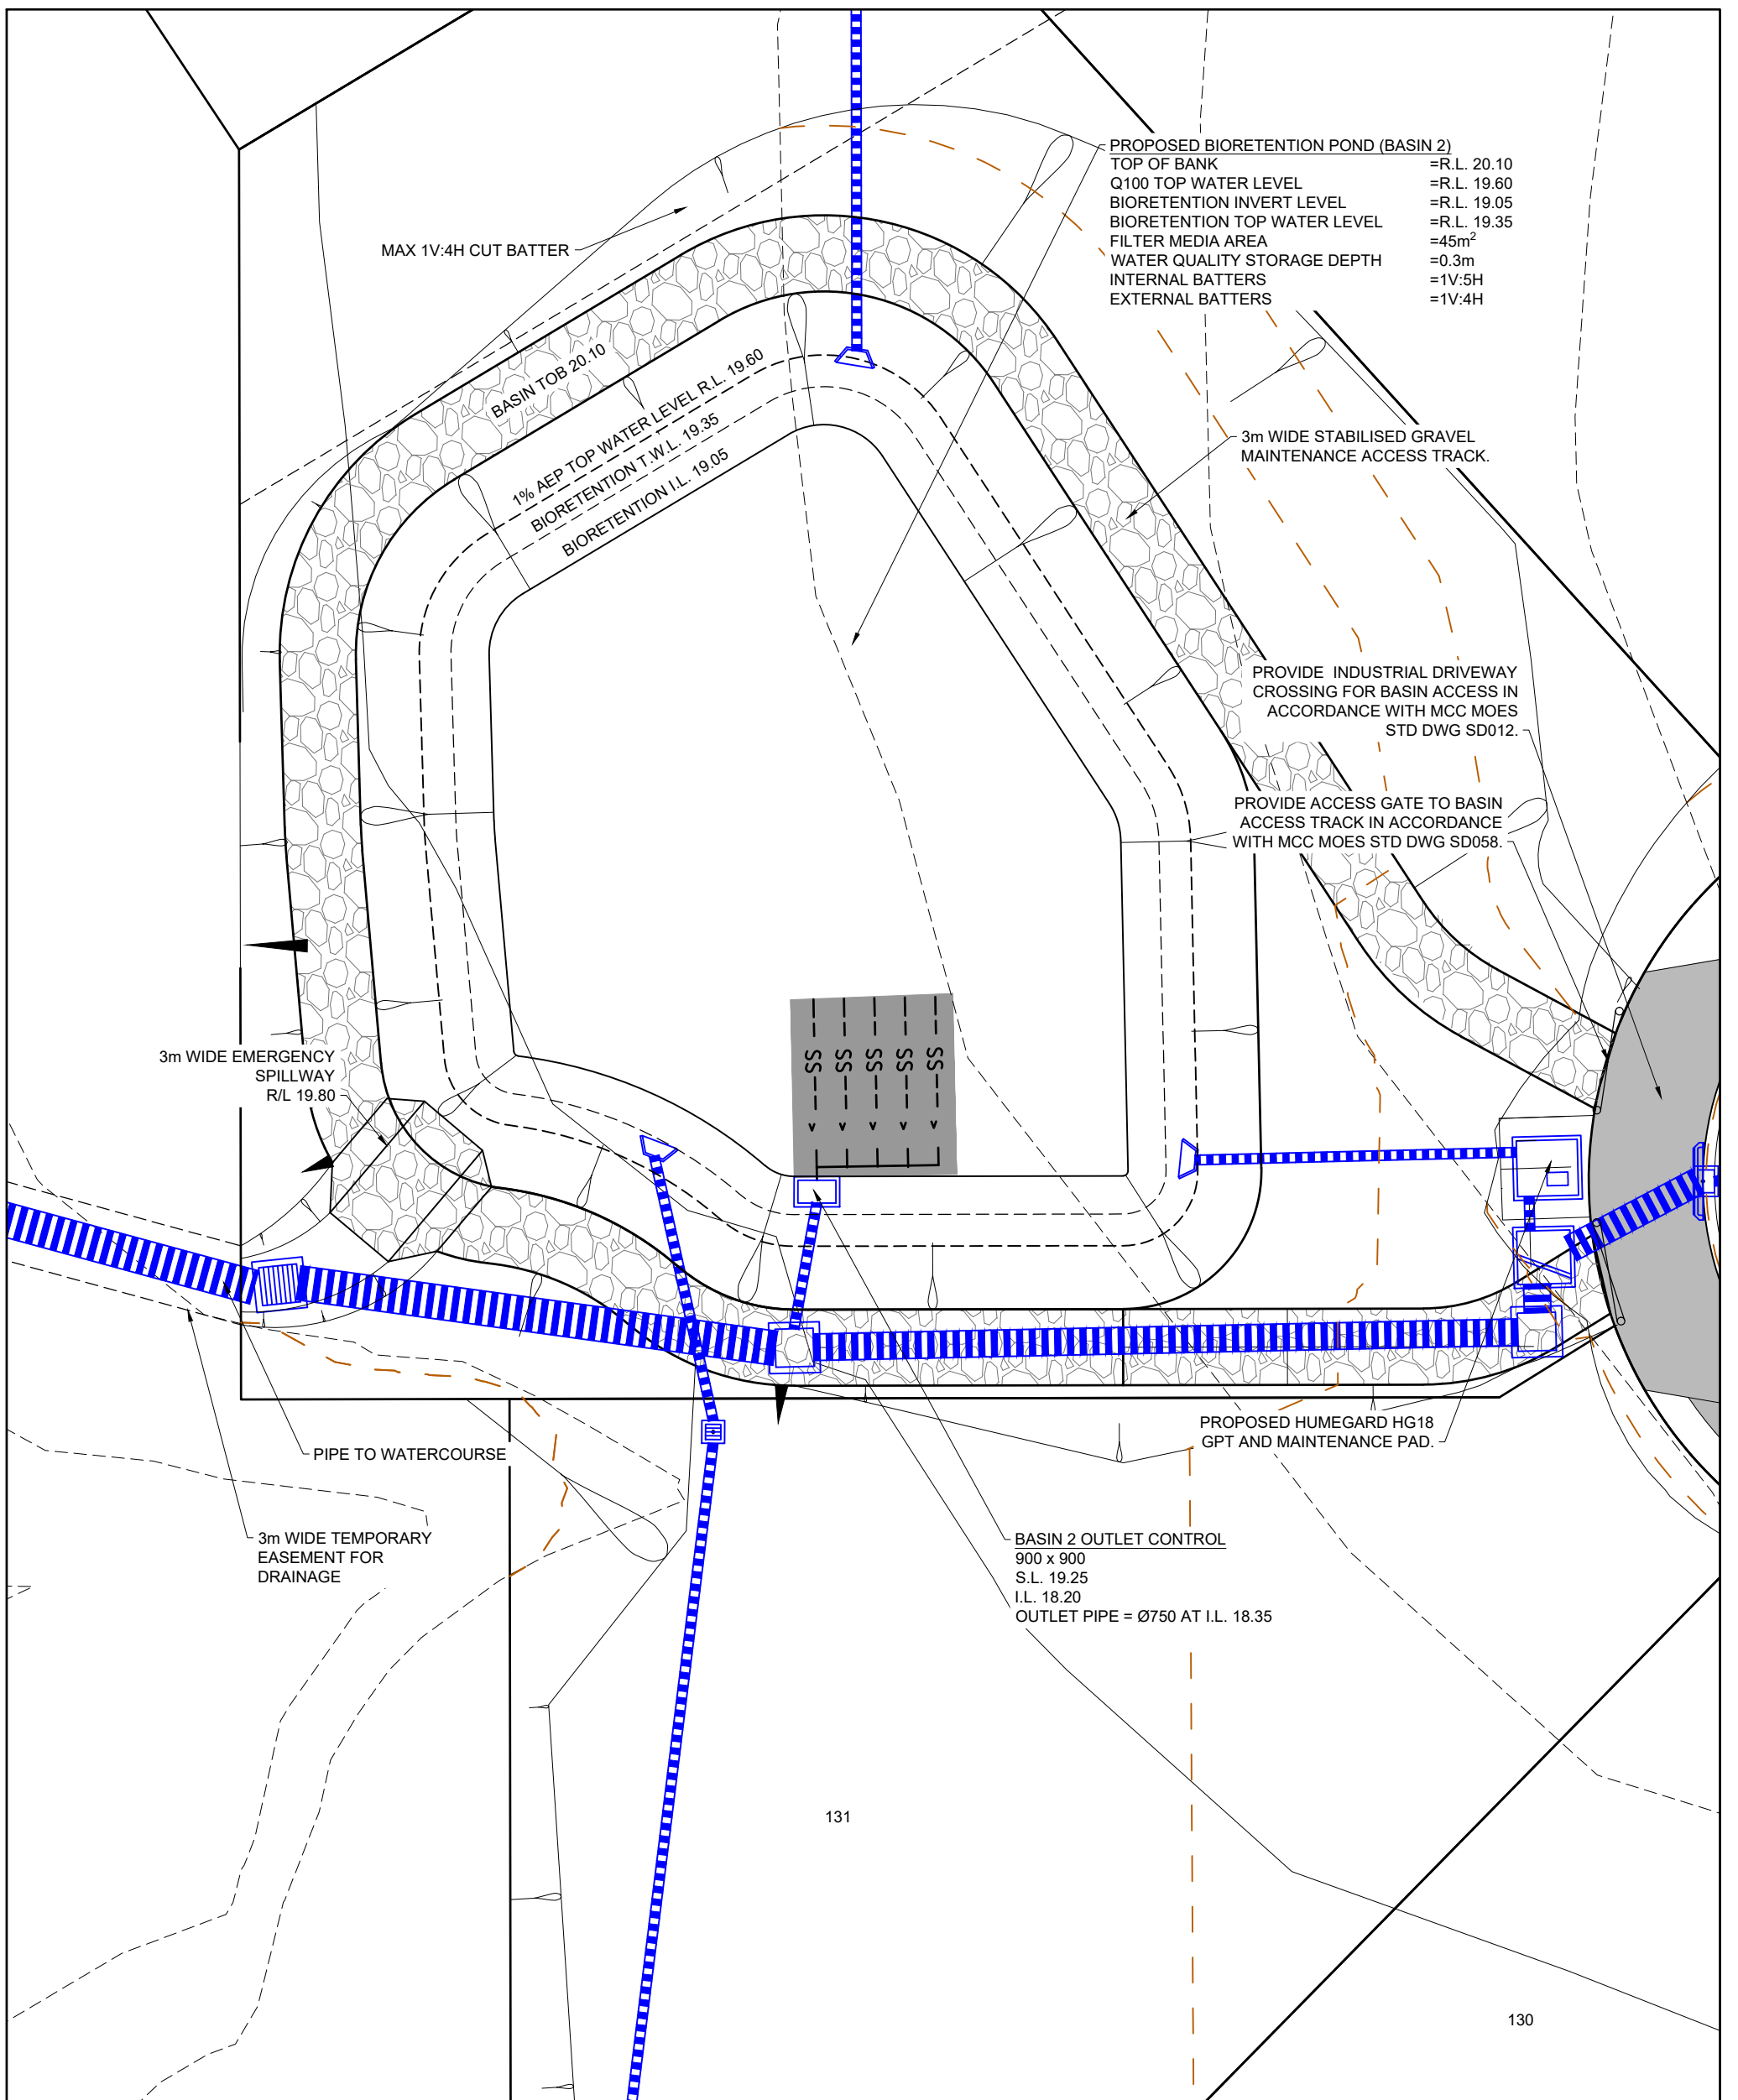 PROPOSED BIORETENTION POND (BASIN 2)
TOP OF BANK =R.L. 20.10
Q100 TOP WATER LEVEL =R.L. 19.60
BIORETENTION INVERT LEVEL =R.L. 19.05
BIORETENTION TOP WATER LEVEL =R.L. 19.35
FILTER MEDIA AREA =45m²
WATER QUALITY STORAGE DEPTH =0.3m
INTERNAL BATTERS =1V:5H
EXTERNAL BATTERS =1V:4H
MAX 1V:4H CUT BATTER
BASIN TOB 20.10
1% AEP TOP WATER LEVEL R.L. 19.60
BIORETENTION T.W.L. 19.35
BIORETENTION I.L. 19.05
3m WIDE STABILISED GRAVEL
MAINTENANCE ACCESS TRACK.
PROVIDE INDUSTRIAL DRIVEWAY
CROSSING FOR BASIN ACCESS IN
ACCORDANCE WITH MCC MOES
STD DWG SD012.
PROVIDE ACCESS GATE TO BASIN
ACCESS TRACK IN ACCORDANCE
WITH MCC MOES STD DWG SD058.
3m WIDE EMERGENCY
SPILLWAY
R/L 19.80
SS
SS
SS
SS
SS
PROPOSED HUMEGARD HG18
GPT AND MAINTENANCE PAD.
PIPE TO WATERCOURSE
3m WIDE TEMPORARY
EASEMENT FOR
DRAINAGE
BASIN 2 OUTLET CONTROL
900 x 900
S.L. 19.25
I.L. 18.20
OUTLET PIPE = Ø750 AT I.L. 18.35
131
130